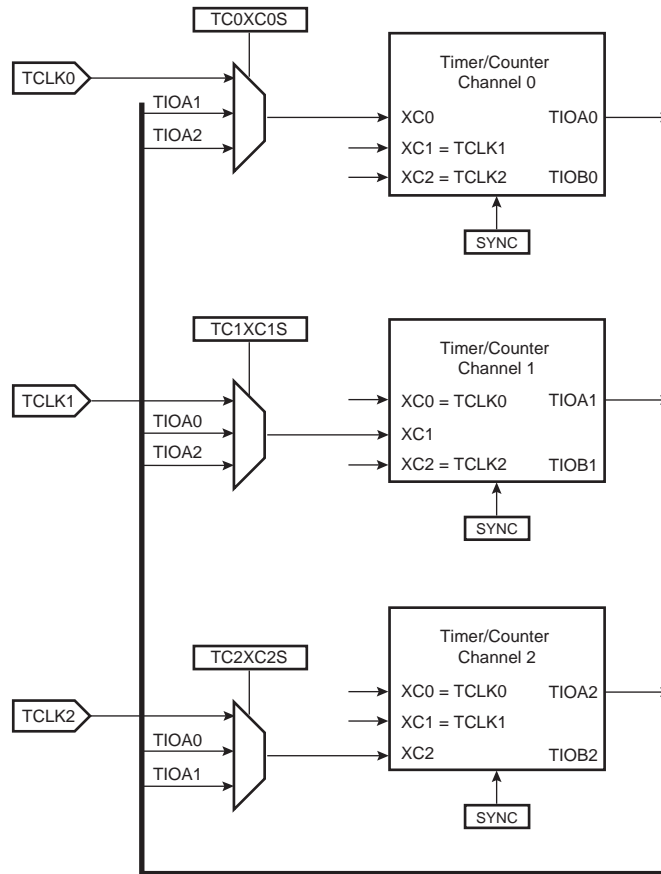 TC0XC0S
TCLK0
TIOA1
TIOA2
Timer/Counter
Channel 0
XC0
TIOA0
XC1 = TCLK1
XC2 = TCLK2
TIOB0
SYNC
TC1XC1S
TCLK1
TIOA0
TIOA2
Timer/Counter
Channel 1
XC0 = TCLK0
TIOA1
XC1
XC2 = TCLK2
TIOB1
SYNC
TC2XC2S
TCLK2
TIOA0
TIOA1
Timer/Counter
Channel 2
XC0 = TCLK0
TIOA2
XC1 = TCLK1
XC2
TIOB2
SYNC